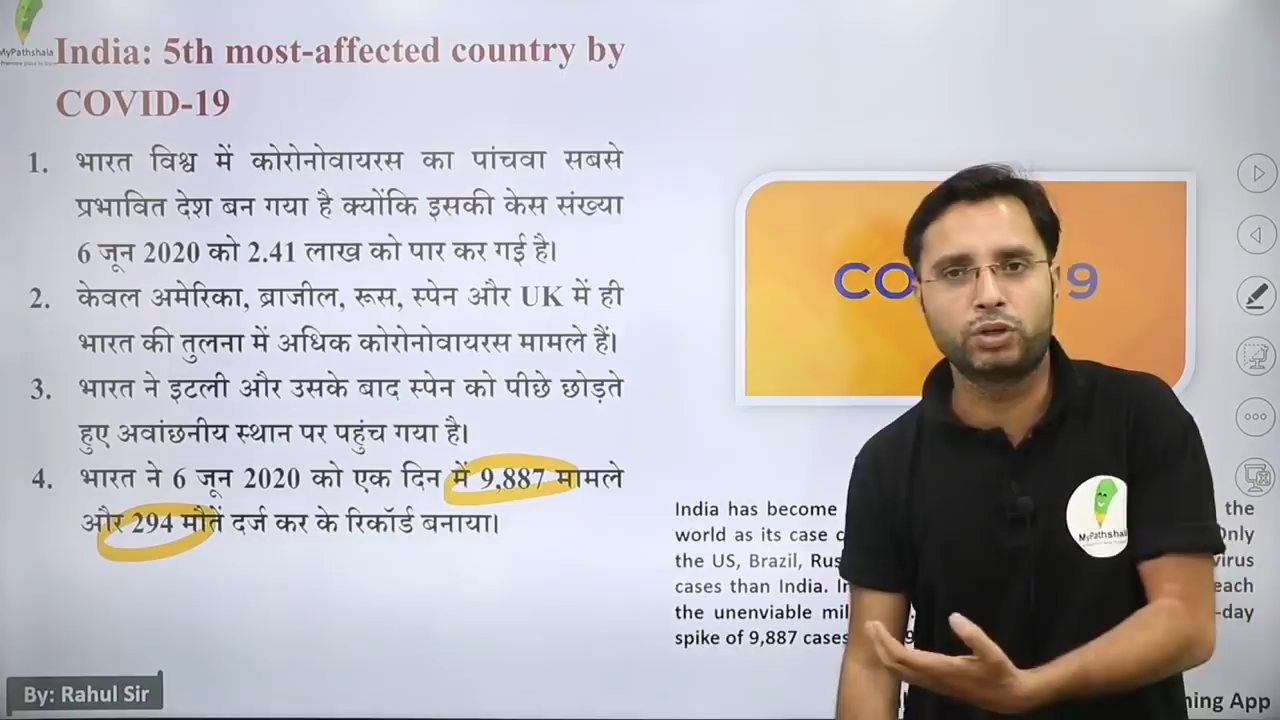 MyPathshala
India: 5th most-affected country by
COVID-19
1. भारत विश्व में कोरोनोवायरस का पांचवा सबसे
प्रभावित देश बन गया है क्योंकि इसकी केस संख्या
6 जून 2020 को 2.41 लाख को पार कर गई है।
2. केवल अमेरिका, ब्राजील, रूस, स्पेन और UK में ही
भारत की तुलना में अधिक कोरोनोवायरस मामले हैं।
3. भारत ने इटली और उसके बाद स्पेन को पीछे छोड़ते
हुए अवांछनीय स्थान पर पहुंच गया है।
4. भारत ने 6 जून 2020 को एक दिन में 9,887 मामले
और 294 मौतें दर्ज कर के रिकॉर्ड बनाया।
CO 19
India has become the
world as its case Only
the US, Brazil, virus
cases than India. each
the unenviable -day
spike of 9,887 cases
MyPathshala
By: Rahul Sir
App